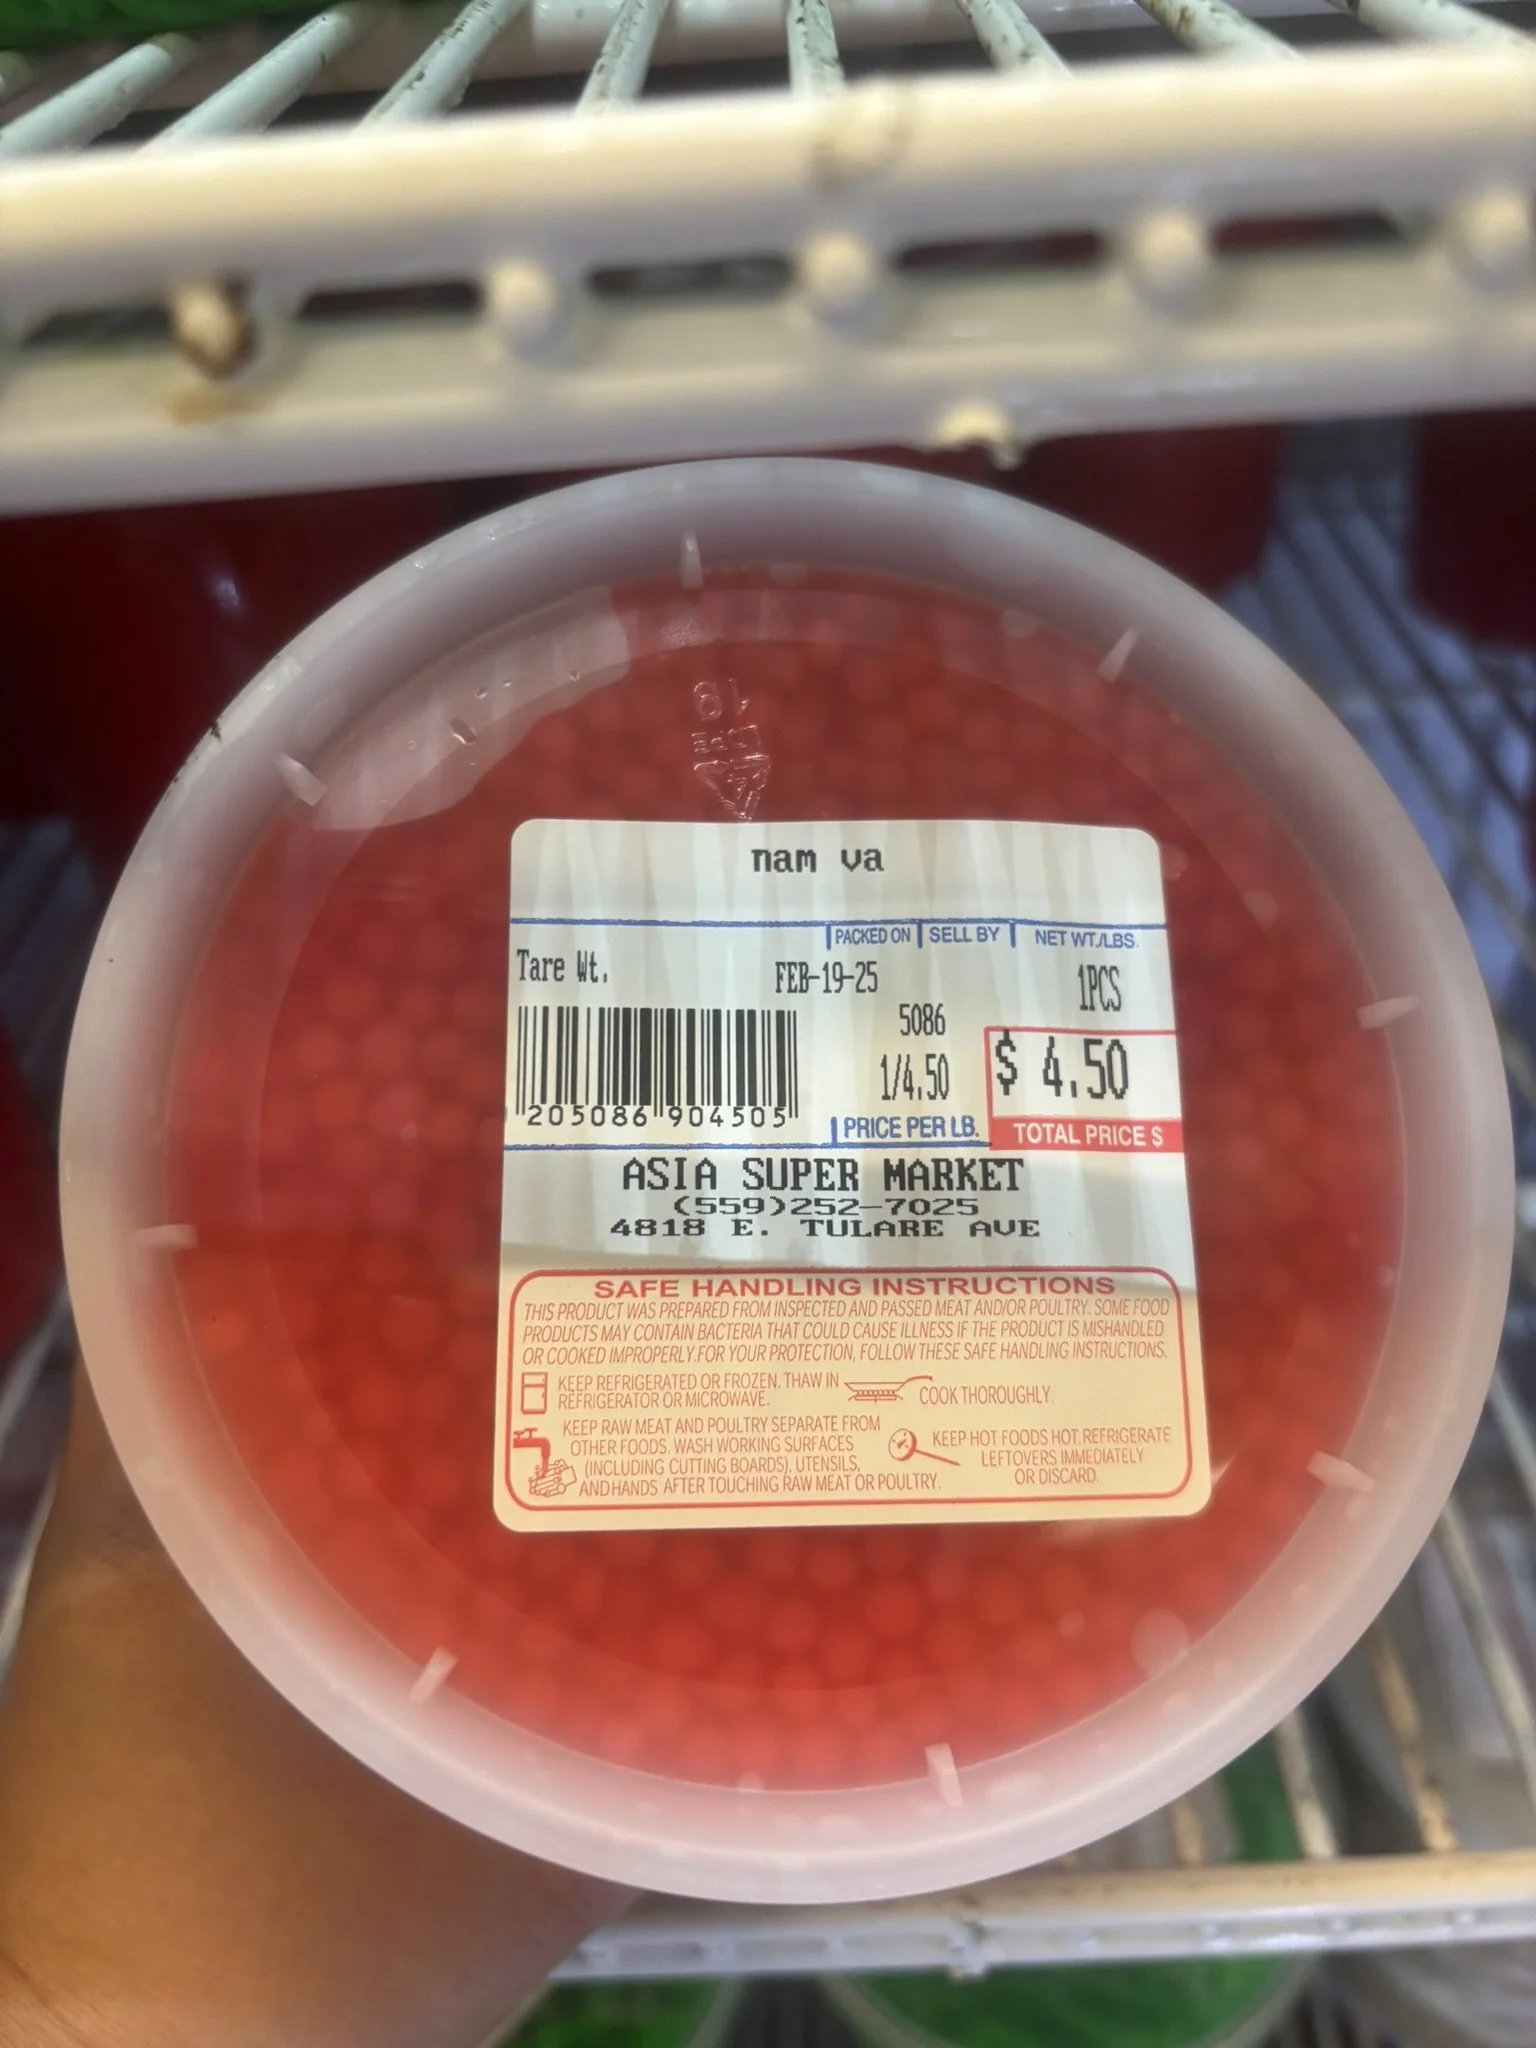 nam va
PACKED ON SELL BY NET WT./LBS.
Tare Wt. FEB-19-25 1PCS
5086
1/4.50 $ 4.50
205086 904505
PRICE PER LB. TOTAL PRICE $
ASIA SUPER MARKET
(559)252-7025
4818 E. TULARE AVE
SAFE HANDLING INSTRUCTIONS
THIS PRODUCT WAS PREPARED FROM INSPECTED AND PASSED MEAT AND/OR POULTRY. SOME FOOD
PRODUCTS MAY CONTAIN BACTERIA THAT COULD CAUSE ILLNESS IF THE PRODUCT IS MISHANDLED
OR COOKED IMPROPERLY.FOR YOUR PROTECTION, FOLLOW THESE SAFE HANDLING INSTRUCTIONS.
KEEP REFRIGERATED OR FROZEN. THAW IN
REFRIGERATOR OR MICROWAVE.
COOK THOROUGHLY.
KEEP RAW MEAT AND POULTRY SEPARATE FROM
OTHER FOODS. WASH WORKING SURFACES
(INCLUDING CUTTING BOARDS), UTENSILS,
AND HANDS AFTER TOUCHING RAW MEAT OR POULTRY.
KEEP HOT FOODS HOT. REFRIGERATE
LEFTOVERS IMMEDIATELY
OR DISCARD.